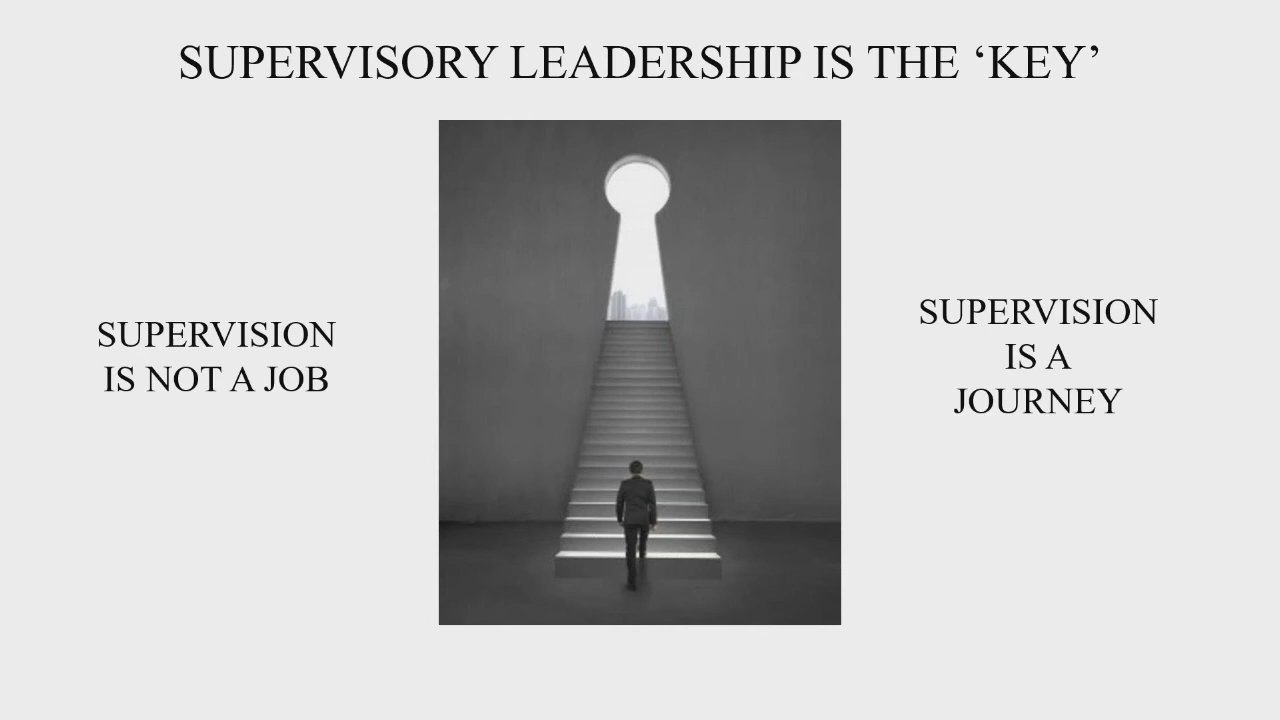 SUPERVISORY LEADERSHIP IS THE ‘KEY’
SUPERVISION
IS NOT A JOB
SUPERVISION
IS A
JOURNEY